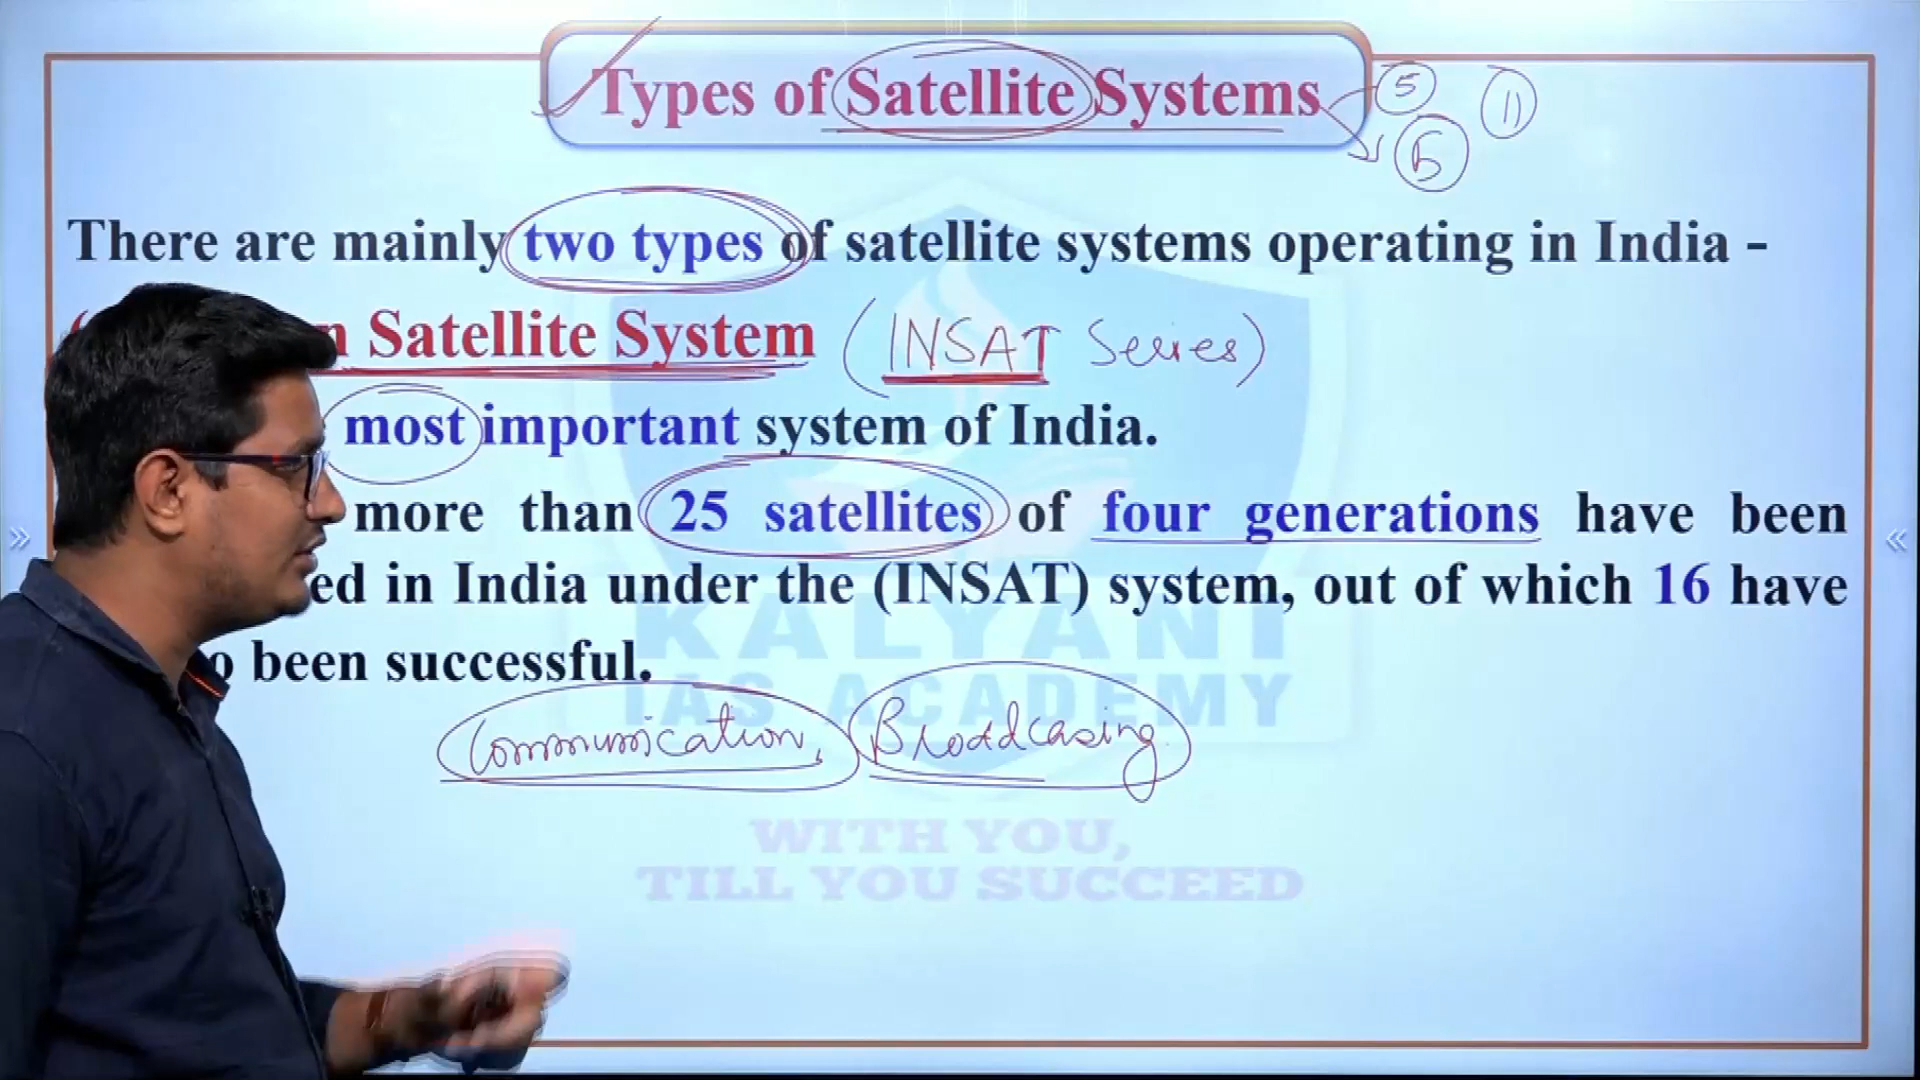 Types of Satellite Systems
5
11
6
There are mainly two types of satellite systems operating in India -
n Satellite System (INSAT Series)
most important system of India.
more than 25 satellites of four generations have been
ed in India under the (INSAT) system, out of which 16 have
o been successful.
KALYANI
IAS ACADEMY
Communication, Broadcasing
WITH YOU,
TILL YOU SUCCEED